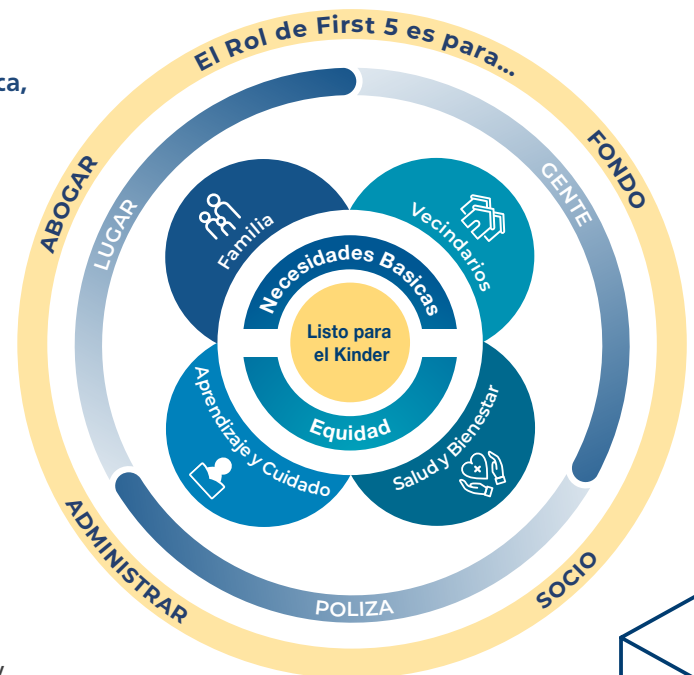 El Rol de First 5 es para...
ca,
ABOGAR
FONDO
LUGAR
GENTE
Familia
Vecindarios
Necesidades Basicas
Listo para
el Kinder
Equidad
Aprendizaje y Cuidado
Salud y Bienestar
ADMINISTRAR
POLIZA
SOCIO